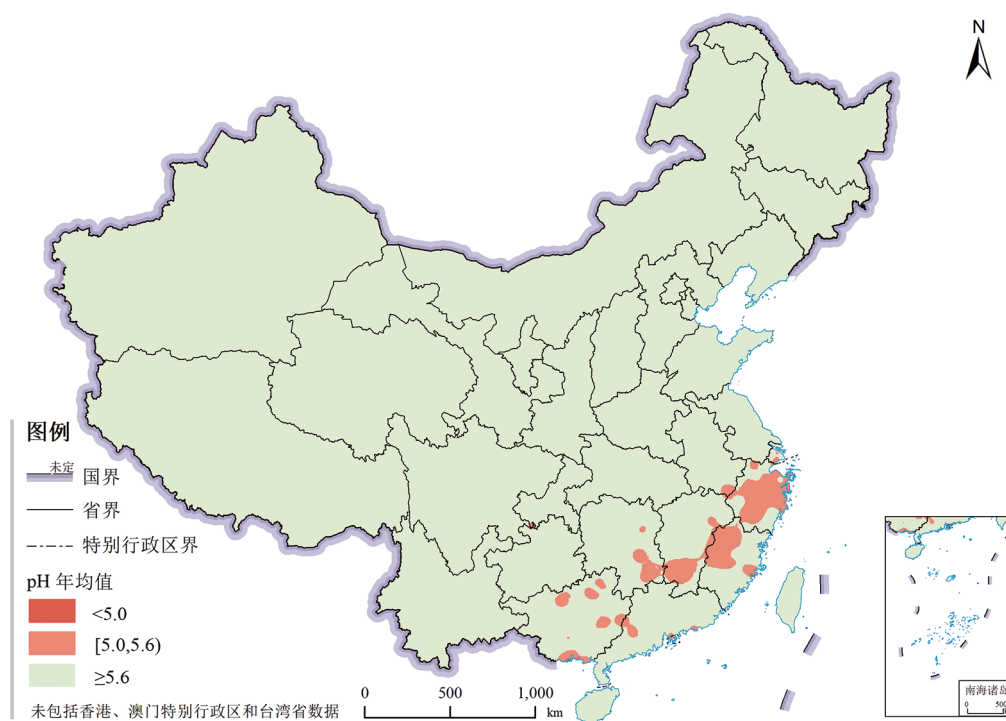 N
图例
未定
国界
省界
特别行政区界
pH 年均值
<5.0
[5.0,5.6)
≥5.6
未包括香港、澳门特别行政区和台湾省数据
0 500 1,000
km
南海诸岛
0 500